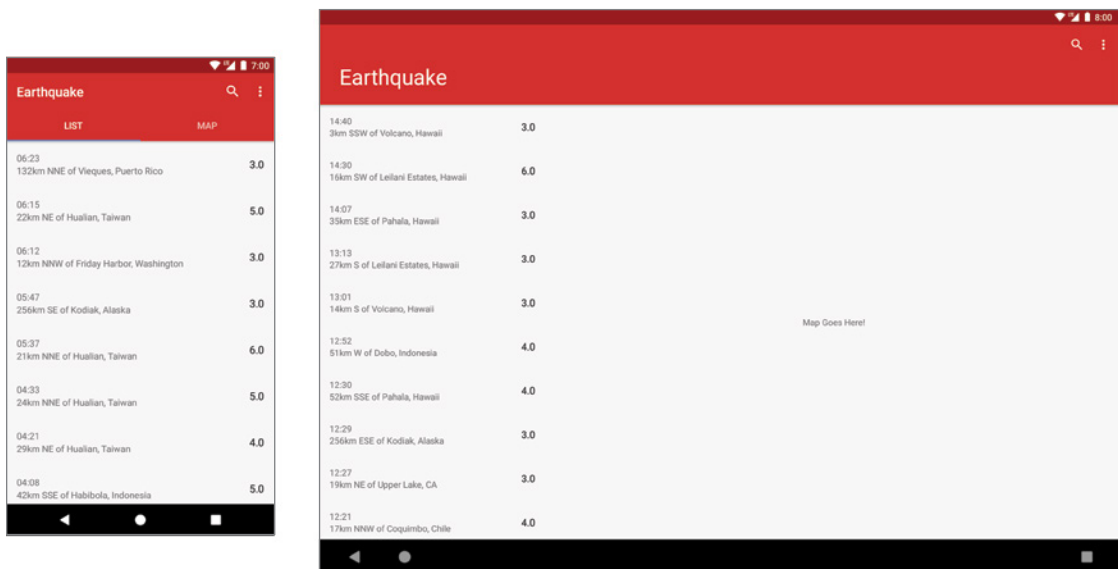 7:00
Earthquake
LIST MAP
06:23
132km NNE of Vieques, Puerto Rico 3.0
06:15
22km NE of Hualian, Taiwan 5.0
06:12
12km NNW of Friday Harbor, Washington 3.0
05:47
256km SE of Kodiak, Alaska 3.0
05:37
21km NNE of Hualian, Taiwan 6.0
04:33
24km NNE of Hualian, Taiwan 5.0
04:21
29km NE of Hualian, Taiwan 4.0
04:08
42km SSE of Habibola, Indonesia 5.0
8:00
Earthquake
14:40
3km SSW of Volcano, Hawaii 3.0
14:30
16km SW of Leilani Estates, Hawaii 6.0
14:07
35km ESE of Pahala, Hawaii 3.0
13:13
27km S of Leilani Estates, Hawaii 3.0
13:01
14km S of Volcano, Hawaii 3.0
Map Goes Here!
12:52
51km W of Dobo, Indonesia 4.0
12:30
52km SSE of Pahala, Hawaii 4.0
12:29
256km ESE of Kodiak, Alaska 3.0
12:27
19km NE of Upper Lake, CA 3.0
12:21
17km NNW of Coquimbo, Chile 4.0